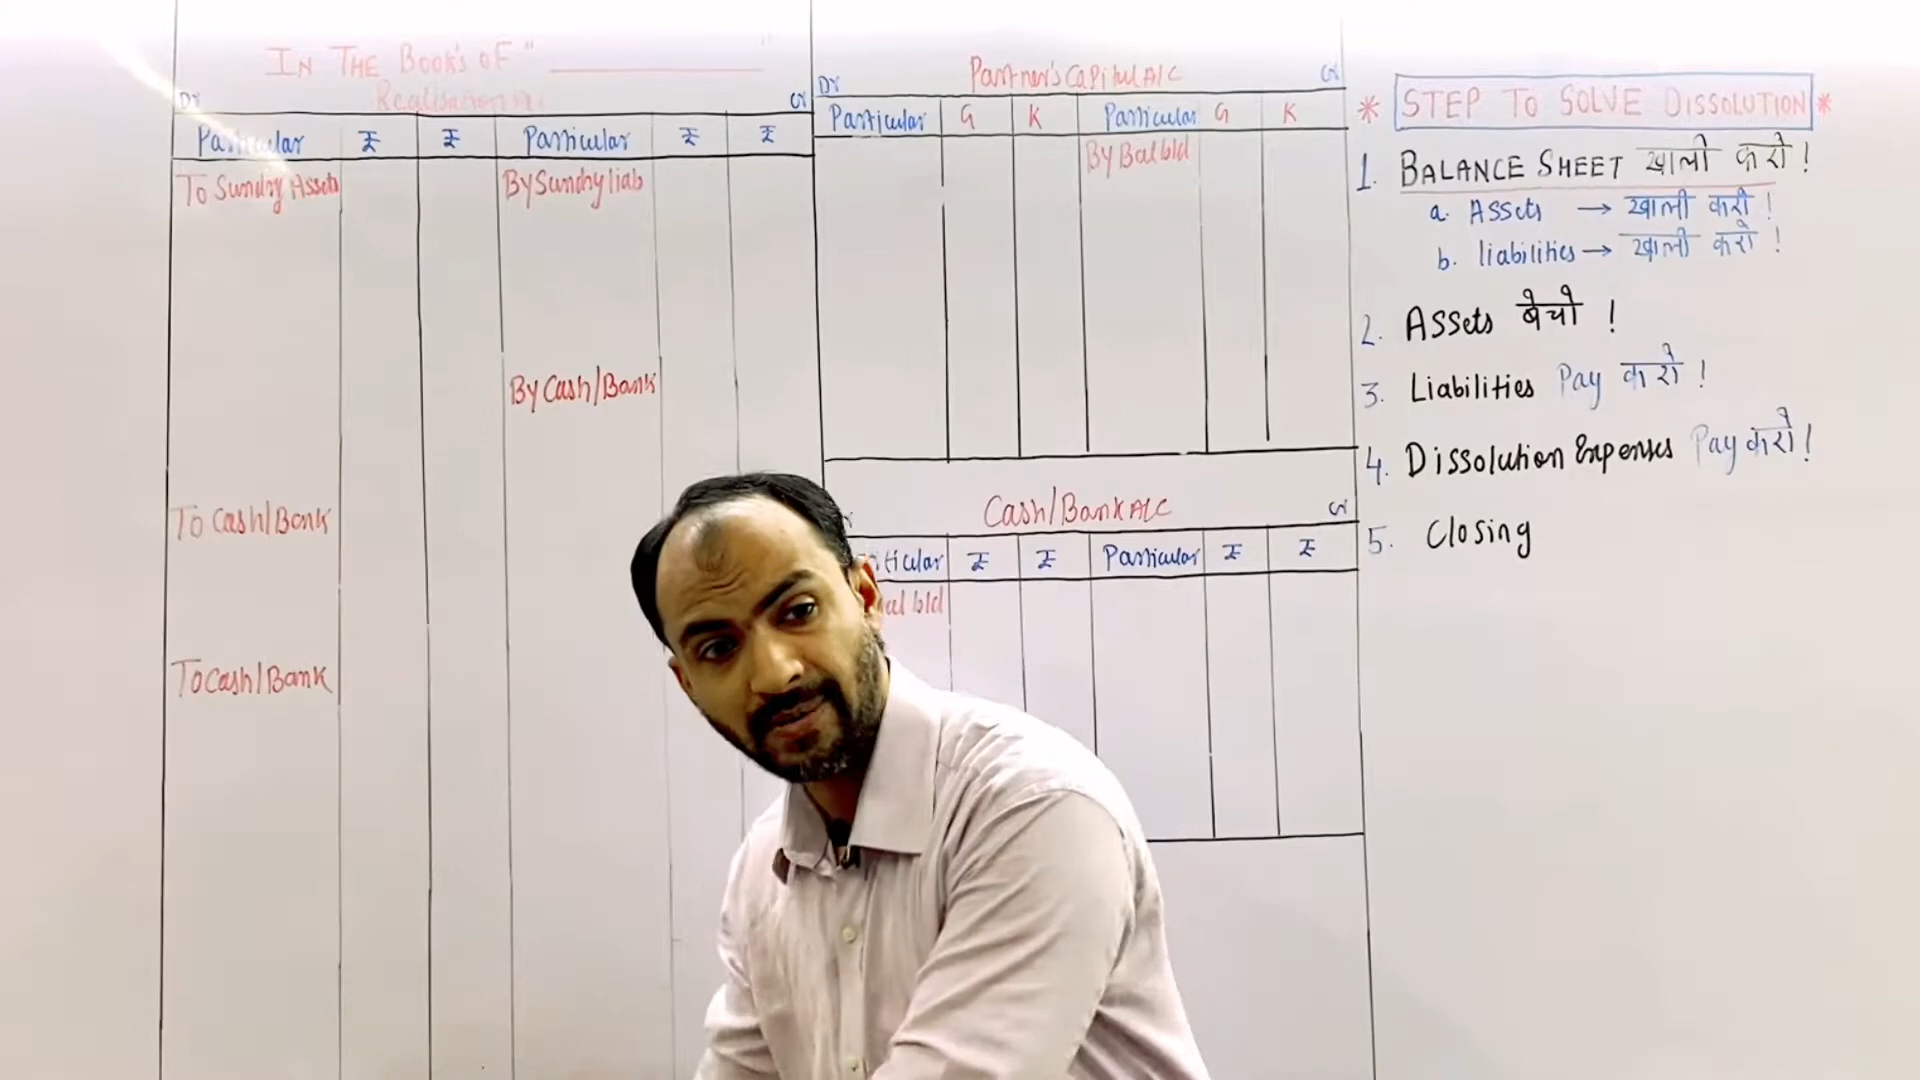 IN THE BOOK'S OF " ________ "
Realisation A/c
Dr Cr
Particular ₹ ₹ Particular ₹ ₹
To Sundry Assets By Sundry liab
By Cash/Bank
To Cash/Bank
To Cash/Bank
Partner's Capital A/C
Dr Cr
Particular G K Particular G K
By Bal b/d
Cash/Bank A/C
Cr
ticular ₹ ₹ Particular ₹ ₹
al b/d
* STEP TO SOLVE DISSOLUTION *
1. BALANCE SHEET खाली करो !
a. Assets → खाली करो !
b. liabilities → खाली करो !
2. Assets बेचो !
3. Liabilities Pay करो !
4. Dissolution Expenses Pay करो !
5. Closing